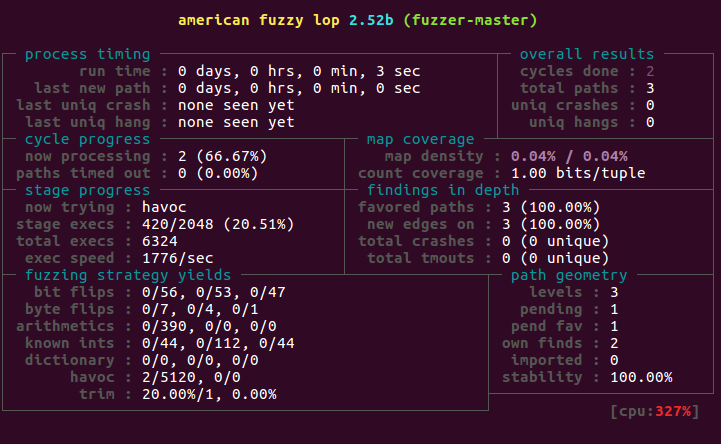 american fuzzy lop 2.52b (fuzzer-master)
process timing overall results
run time : 0 days, 0 hrs, 0 min, 3 sec cycles done : 2
last new path : 0 days, 0 hrs, 0 min, 0 sec total paths : 3
last uniq crash : none seen yet uniq crashes : 0
last uniq hang : none seen yet uniq hangs : 0
cycle progress map coverage
now processing : 2 (66.67%) map density : 0.04% / 0.04%
paths timed out : 0 (0.00%) count coverage : 1.00 bits/tuple
stage progress findings in depth
now trying : havoc favored paths : 3 (100.00%)
stage execs : 420/2048 (20.51%) new edges on : 3 (100.00%)
total execs : 6324 total crashes : 0 (0 unique)
exec speed : 1776/sec total tmouts : 0 (0 unique)
fuzzing strategy yields path geometry
bit flips : 0/56, 0/53, 0/47 levels : 3
byte flips : 0/7, 0/4, 0/1 pending : 1
arithmetics : 0/390, 0/0, 0/0 pend fav : 1
known ints : 0/44, 0/112, 0/44 own finds : 2
dictionary : 0/0, 0/0, 0/0 imported : 0
havoc : 2/5120, 0/0 stability : 100.00%
trim : 20.00%/1, 0.00%
[cpu:327%]